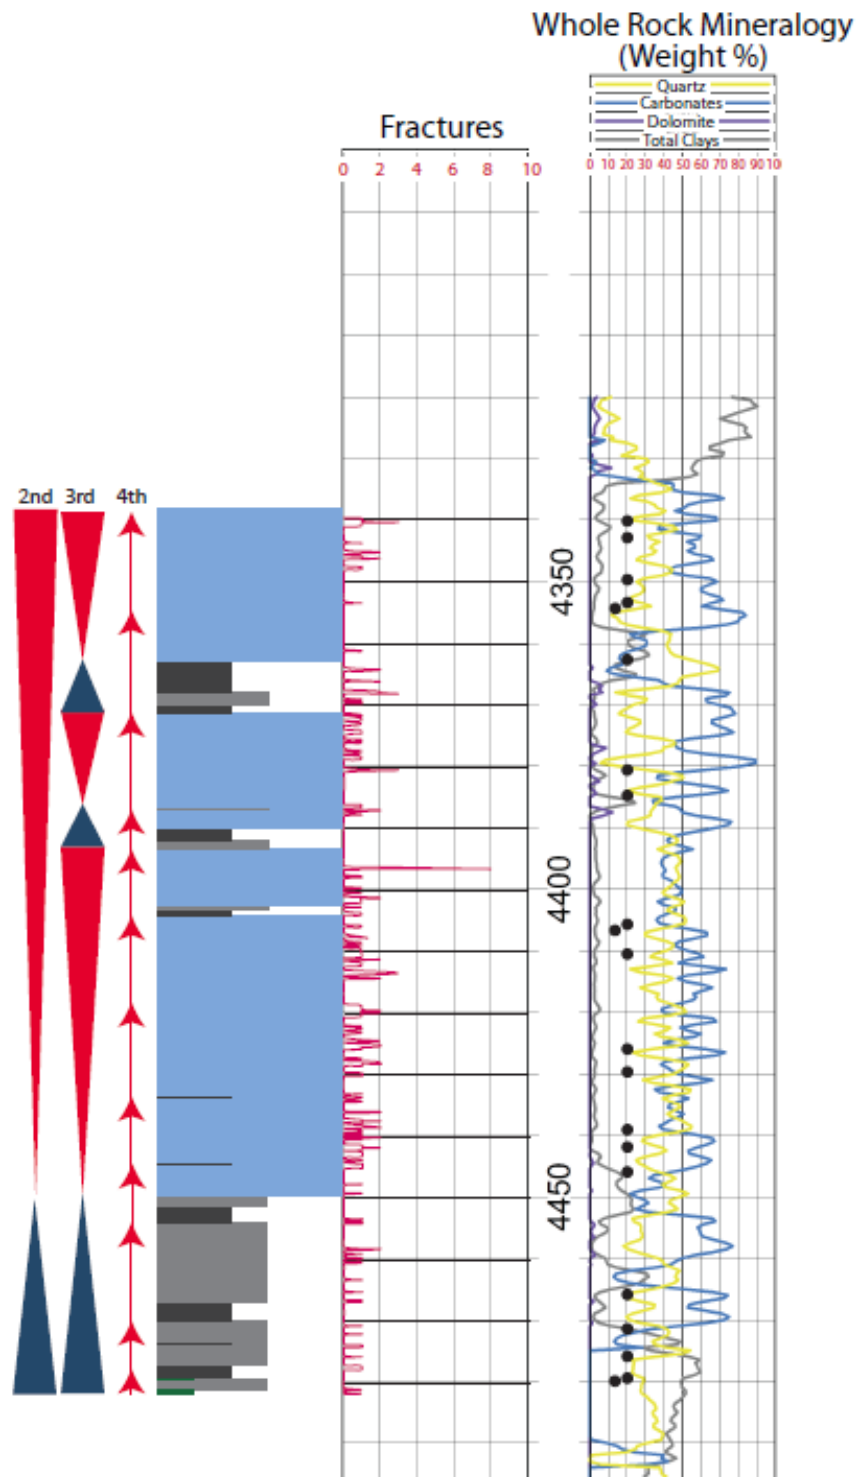 Whole Rock Mineralogy
(Weight %)
Quartz
Carbonates
Dolomite
Total Clays
Fractures
0 2 4 6 8 10
0 10 20 30 40 50 60 70 80 90 10
2nd 3rd 4th
4350
4400
4450